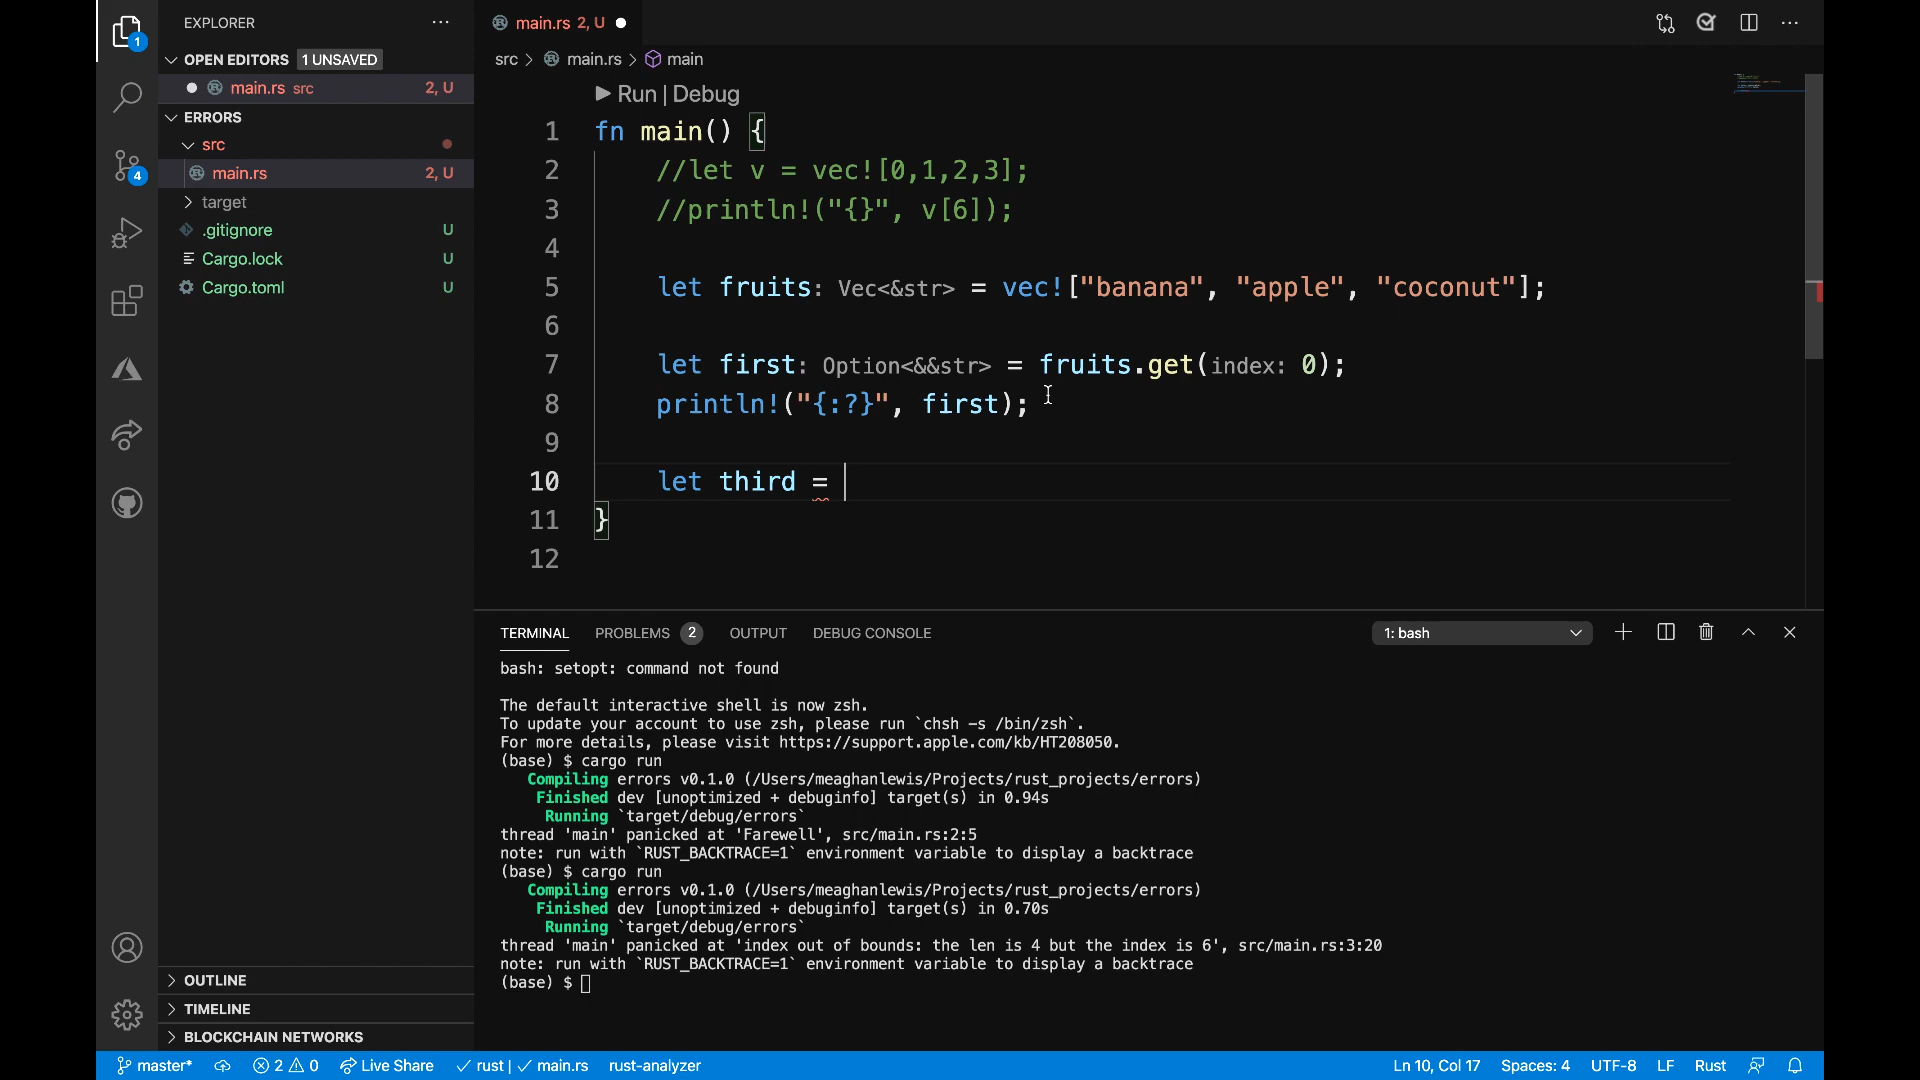 EXPLORER
OPEN EDITORS 1 UNSAVED
main.rs src 2, U
ERRORS
src
main.rs 2, U
target
.gitignore U
Cargo.lock U
Cargo.toml U
OUTLINE
TIMELINE
BLOCKCHAIN NETWORKS
1
4
main.rs 2, U
src > main.rs > main
Run | Debug
1 fn main() {
2 //let v = vec![0,1,2,3];
3 //println!("{}", v[6]);
4
5 let fruits: Vec<&str> = vec!["banana", "apple", "coconut"];
6
7 let first: Option<&&str> = fruits.get(index: 0);
8 println!("{:?}", first);
9
10 let third =
11 }
12
TERMINAL PROBLEMS 2 OUTPUT DEBUG CONSOLE 1: bash
bash: setopt: command not found
The default interactive shell is now zsh.
To update your account to use zsh, please run `chsh -s /bin/zsh`.
For more details, please visit https://support.apple.com/kb/HT208050.
(base) $ cargo run
Compiling errors v0.1.0 (/Users/meaghanlewis/Projects/rust_projects/errors)
Finished dev [unoptimized + debuginfo] target(s) in 0.94s
Running `target/debug/errors`
thread 'main' panicked at 'Farewell', src/main.rs:2:5
note: run with `RUST_BACKTRACE=1` environment variable to display a backtrace
(base) $ cargo run
Compiling errors v0.1.0 (/Users/meaghanlewis/Projects/rust_projects/errors)
Finished dev [unoptimized + debuginfo] target(s) in 0.70s
Running `target/debug/errors`
thread 'main' panicked at 'index out of bounds: the len is 4 but the index is 6', src/main.rs:3:20
note: run with `RUST_BACKTRACE=1` environment variable to display a backtrace
(base) $
master* 2 0 Live Share rust | main.rs rust-analyzer Ln 10, Col 17 Spaces: 4 UTF-8 LF Rust